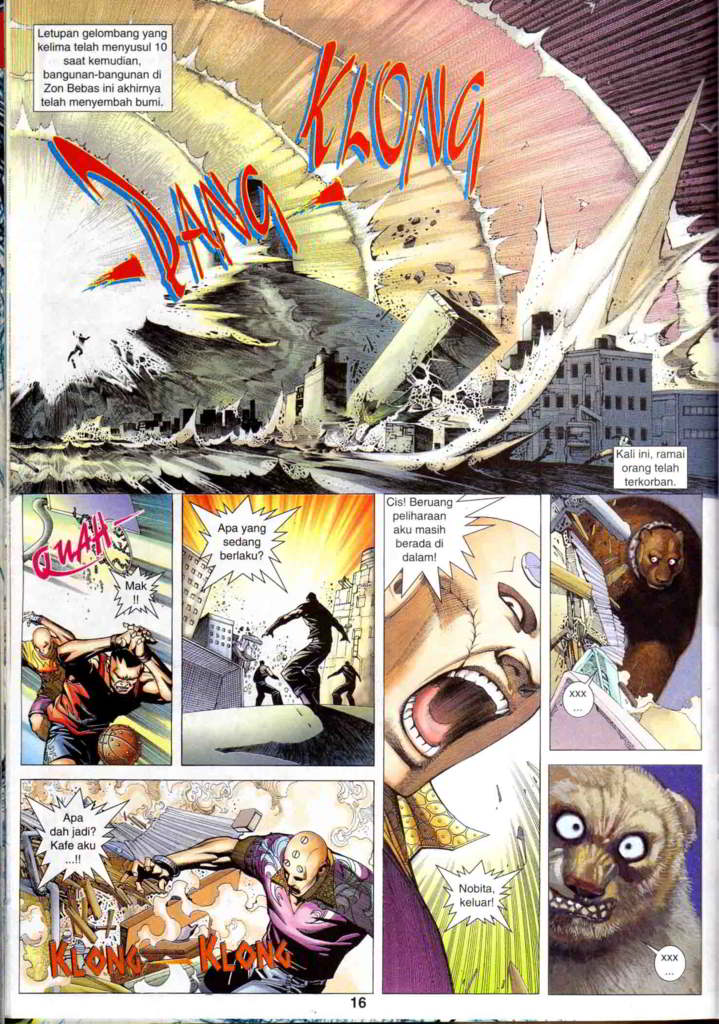 Letupan gelombang yang
kelima telah menyusul 10
saat kemudian,
bangunan-bangunan di
Zon Bebas ini akhirnya
telah menyembah bumi.
PANG
KLONG
Kali ini, ramai
orang telah
terkorban.
QUAH
Mak
!!
Apa yang
sedang
berlaku?
Cis! Beruang
peliharaan
aku masih
berada di
dalam!
xxx
...
Apa
dah jadi?
Kafe aku
...!!
KLONG KLONG
Nobita,
keluar!
xxx
...
16